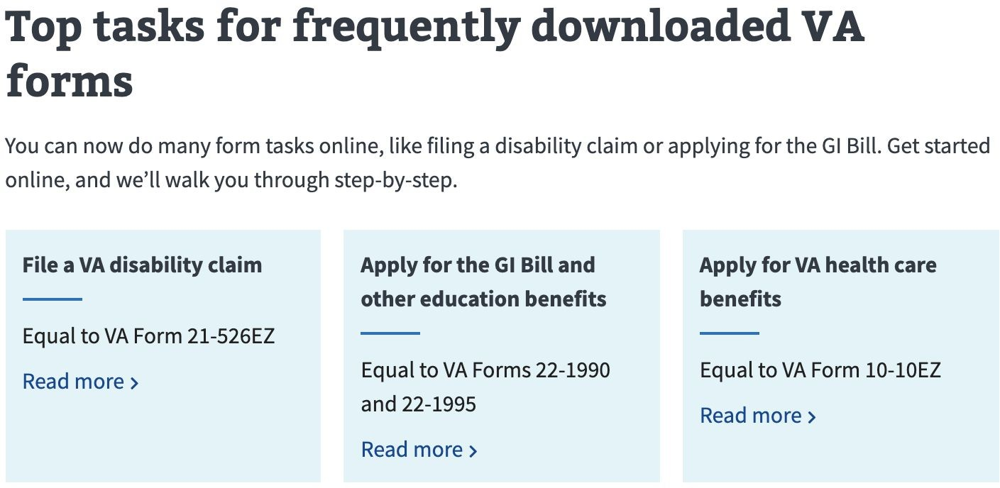 Top tasks for frequently downloaded VA
forms
You can now do many form tasks online, like filing a disability claim or applying for the GI Bill. Get started
online, and we’ll walk you through step-by-step.
File a VA disability claim
Equal to VA Form 21-526EZ
Read more ›
Apply for the GI Bill and
other education benefits
Equal to VA Forms 22-1990
and 22-1995
Read more ›
Apply for VA health care
benefits
Equal to VA Form 10-10EZ
Read more ›